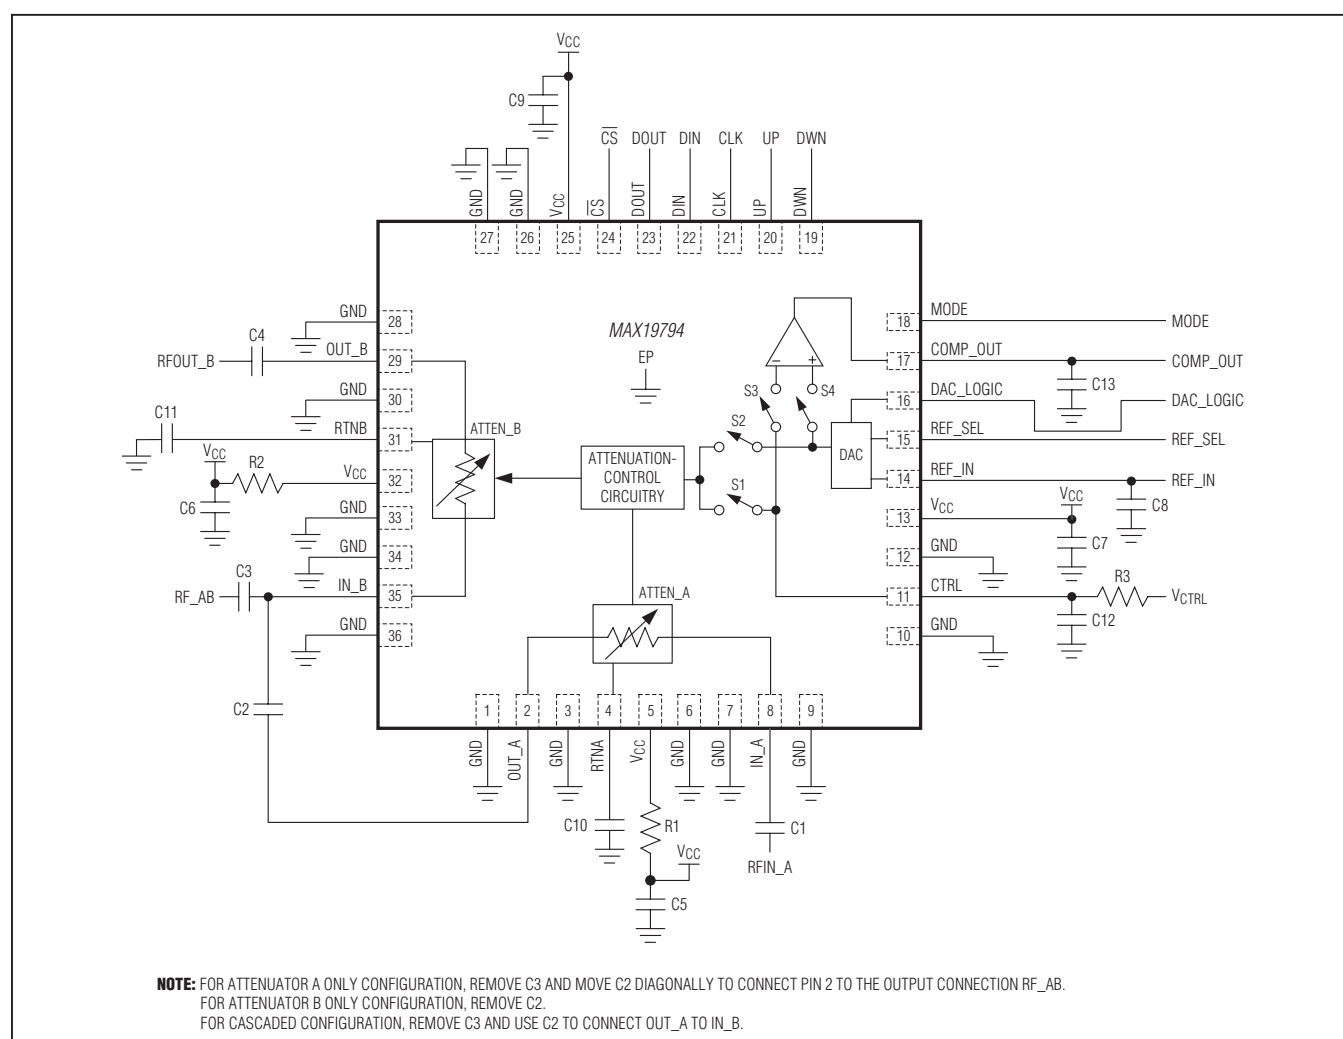 VCC
C9
CS DOUT DIN CLK UP DWN
GND GND VCC CS DOUT DIN CLK UP DWN
27 26 25 24 23 22 21 20 19
MAX19794
EP
GND
28
C4
RFOUT_B
OUT_B
29
GND
30
C11
RTNB
31
VCC
R2
VCC
32
C6
GND
33
GND
34
C3
RF_AB
IN_B
35
GND
36
C2
ATTEN_B
ATTENUATION-
CONTROL
CIRCUITRY
ATTEN_A
S3
S4
S2
S1
−
+
DAC
18
MODE
MODE
17
COMP_OUT
COMP_OUT
C13
16
DAC_LOGIC
DAC_LOGIC
15
REF_SEL
REF_SEL
14
REF_IN
REF_IN
C8
13
VCC
VCC
C7
12
GND
11
CTRL
R3
VCTRL
C12
10
GND
1 2 3 4 5 6 7 8 9
GND OUT_A GND RTNA VCC GND GND IN_A GND
C10
R1
C1
RFIN_A
VCC
C5
NOTE: FOR ATTENUATOR A ONLY CONFIGURATION, REMOVE C3 AND MOVE C2 DIAGONALLY TO CONNECT PIN 2 TO THE OUTPUT CONNECTION RF_AB.
FOR ATTENUATOR B ONLY CONFIGURATION, REMOVE C2.
FOR CASCADED CONFIGURATION, REMOVE C3 AND USE C2 TO CONNECT OUT_A TO IN_B.